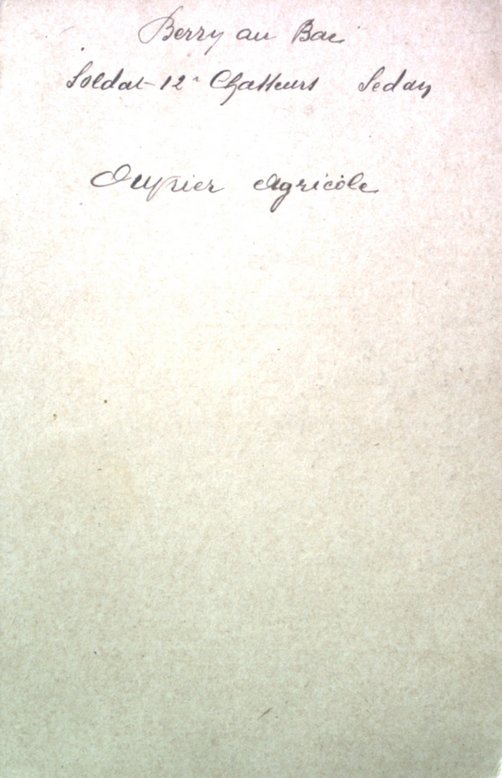 Berry au Bac
Soldat 12e Chasseurs Sedan
Ouvrier Agricole